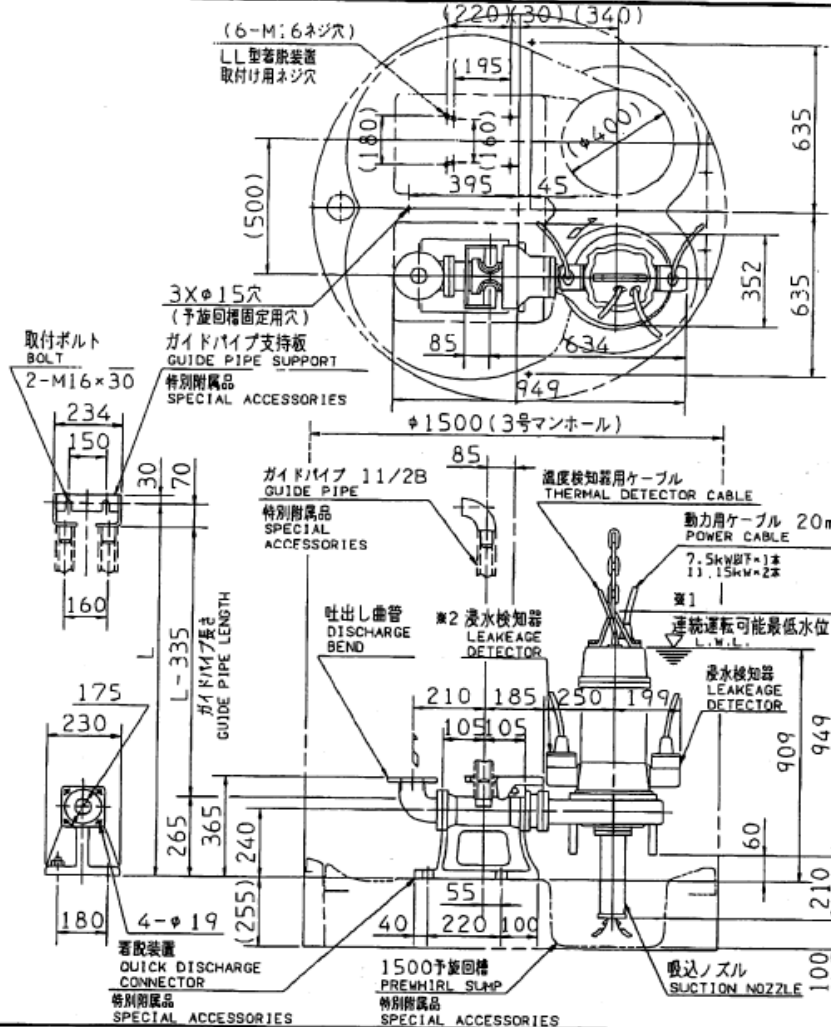 (6-M16ネジ穴)
LL型着脱装置
取付け用ネジ穴
(220)(30)(340)
(195)
(180)
(160)
(φ400)
635
395
45
(500)
3Xφ15穴
(予旋回槽固定用穴)
352
635
85
634
949
φ1500(3号マンホール)
取付ボルト
BOLT
2-M16×30
ガイドパイプ支持板
GUIDE PIPE SUPPORT
特別附属品
SPECIAL ACCESSORIES
234
150
30
70
160
L
L-335
ガイドパイプ長さ
GUIDE PIPE LENGTH
ガイドパイプ 11/2B
GUIDE PIPE
特別附属品
SPECIAL
ACCESSORIES
85
温度検知器用ケーブル
THERMAL DETECTOR CABLE
動力用ケーブル 20m
POWER CABLE
7.5kW以下×1本
11,15kW×2本
※1
連続運転可能最低水位
L.W.L.
吐出し曲管
DISCHARGE
BEND
※2 浸水検知器
LEAKEAGE
DETECTOR
浸水検知器
LEAKEAGE
DETECTOR
210
185
250
199
105
105
909
949
175
230
265
365
240
(255)
60
210
100
180
4-φ19
55
40
220
100
着脱装置
QUICK DISCHARGE
CONNECTOR
特別附属品
SPECIAL ACCESSORIES
1500予旋回槽
PREWHIRL SUMP
特別附属品
SPECIAL ACCESSORIES
吸込ノズル
SUCTION NOZZLE